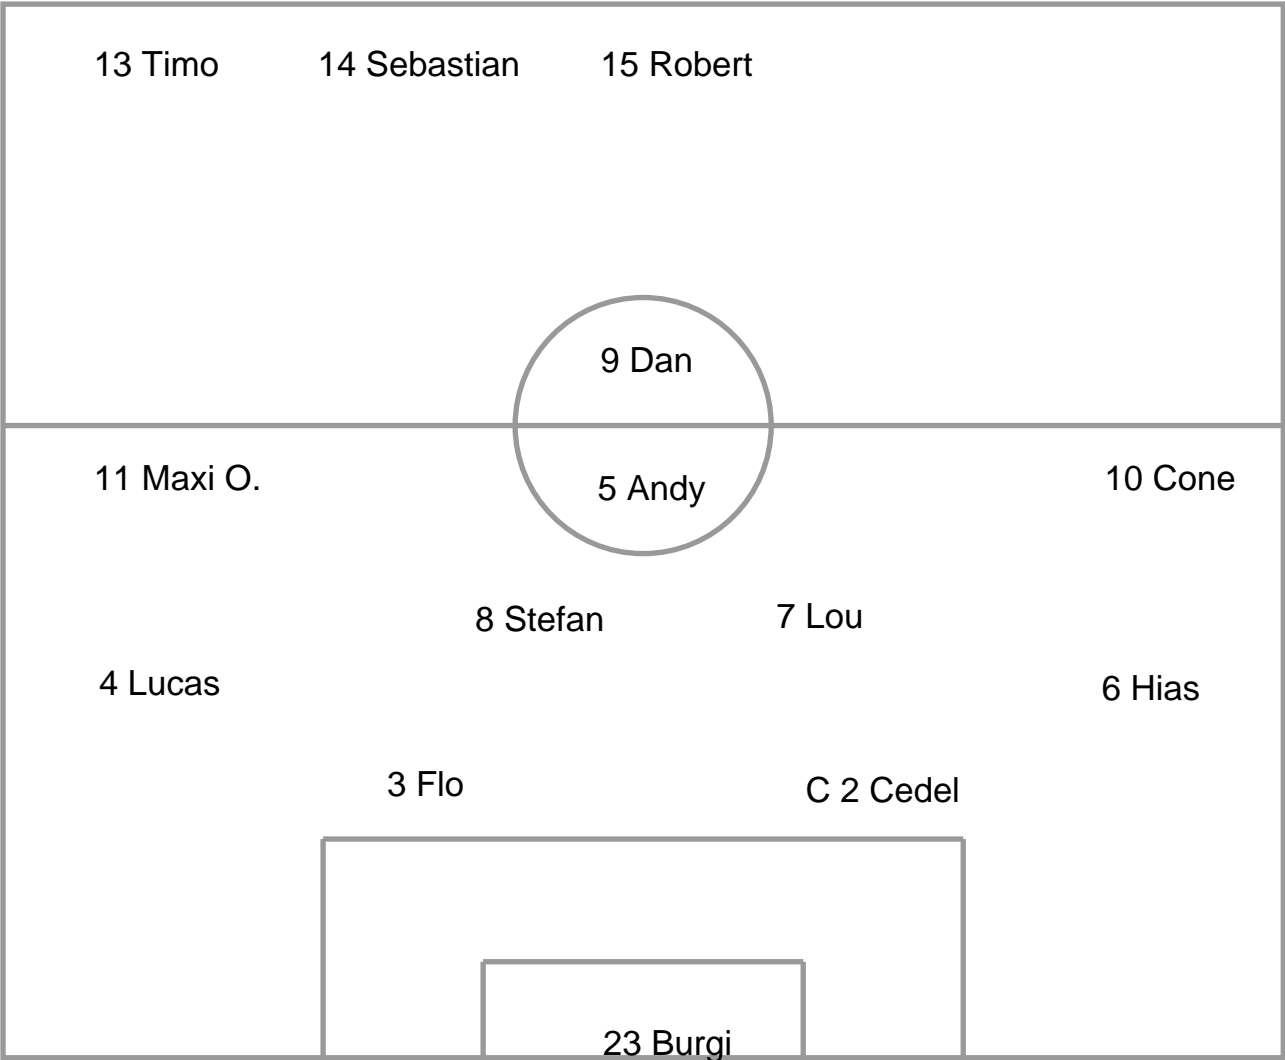 13 Timo
14 Sebastian
15 Robert
9 Dan
11 Maxi O.
5 Andy
10 Cone
8 Stefan
7 Lou
4 Lucas
6 Hias
3 Flo
C 2 Cedel
23 Burgi